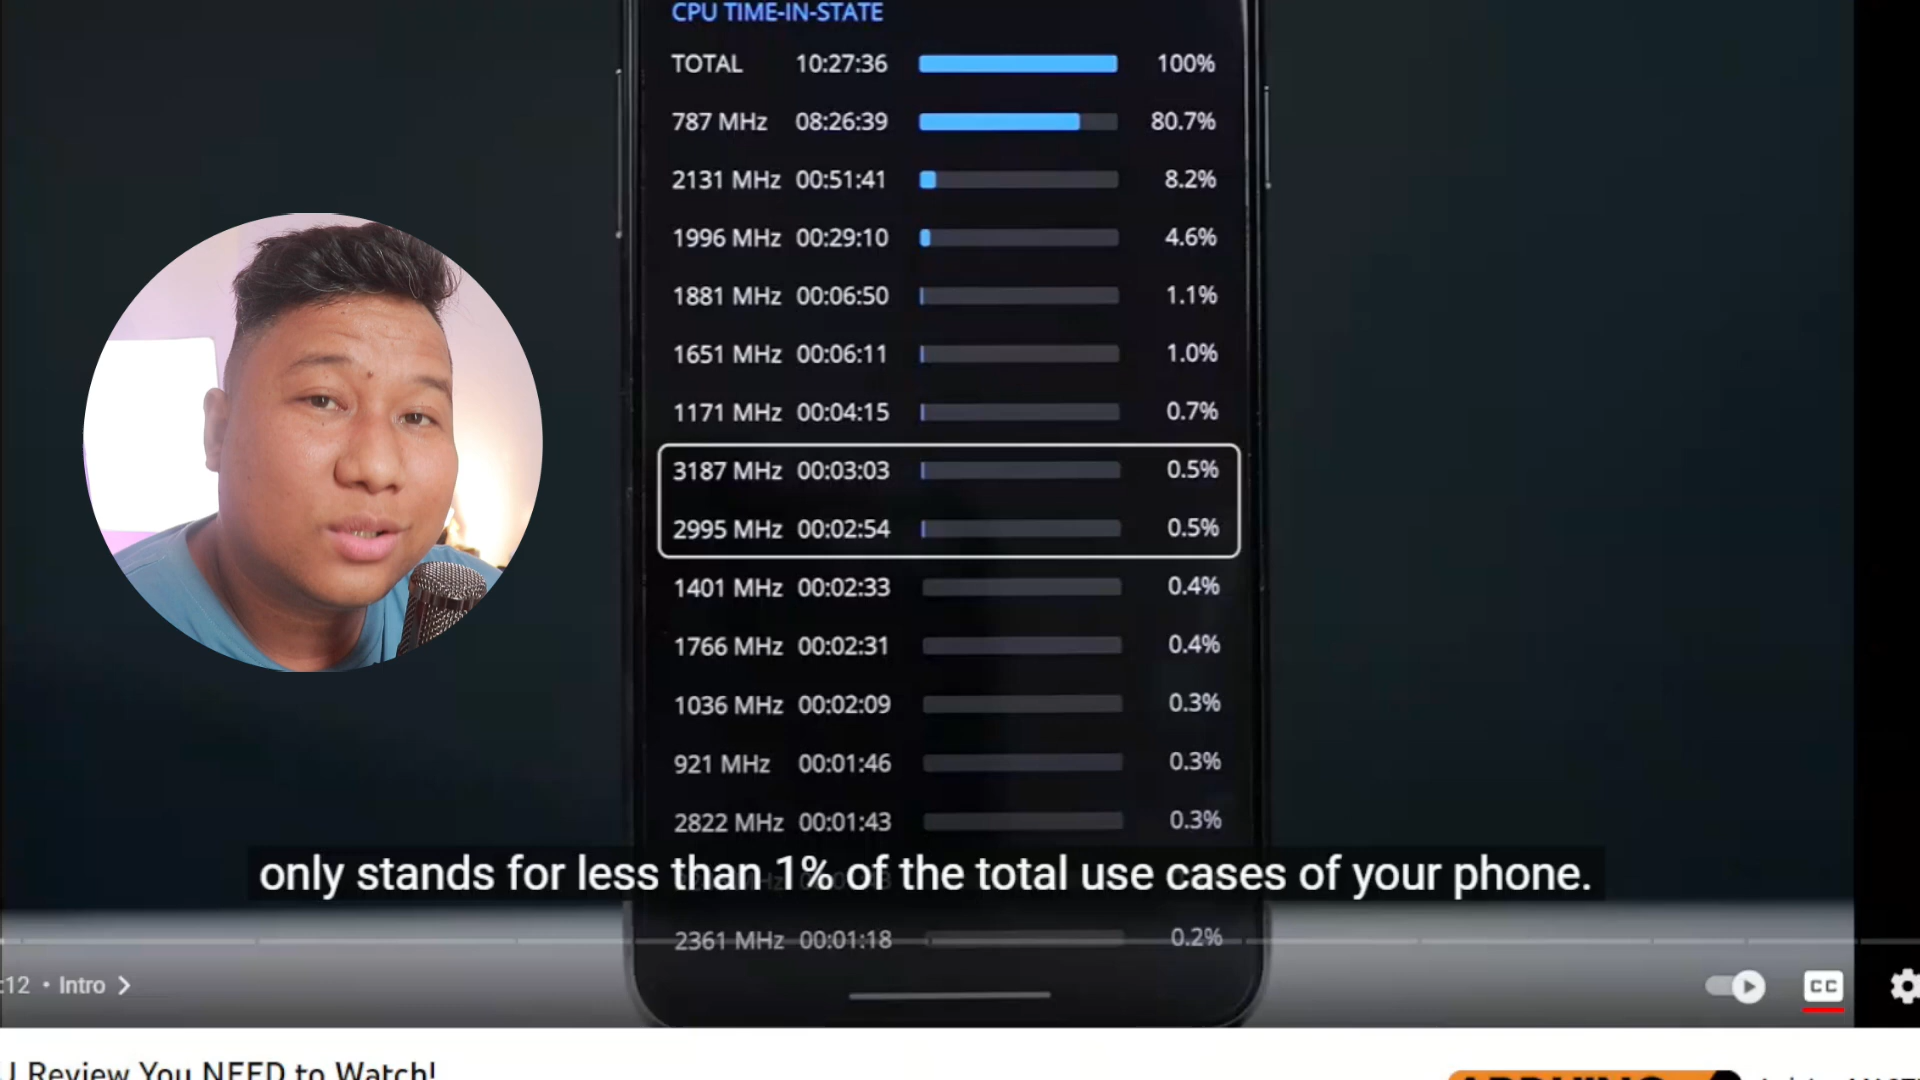 CPU TIME-IN-STATE
TOTAL 10:27:36 100%
787 MHz 08:26:39 80.7%
2131 MHz 00:51:41 8.2%
1996 MHz 00:29:10 4.6%
1881 MHz 00:06:50 1.1%
1651 MHz 00:06:11 1.0%
1171 MHz 00:04:15 0.7%
3187 MHz 00:03:03 0.5%
2995 MHz 00:02:54 0.5%
1401 MHz 00:02:33 0.4%
1766 MHz 00:02:31 0.4%
1036 MHz 00:02:09 0.3%
921 MHz 00:01:46 0.3%
2822 MHz 00:01:43 0.3%
only stands for less than 1% of the total use cases of your phone.
2361 MHz 00:01:18 0.2%
:12 • Intro
CC
Review You NEED to Watch!